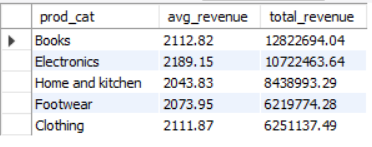 prod_cat avg_revenue total_revenue
Books 2112.82 12822694.04
Electronics 2189.15 10722463.64
Home and kitchen 2043.83 8438993.29
Footwear 2073.95 6219774.28
Clothing 2111.87 6251137.49